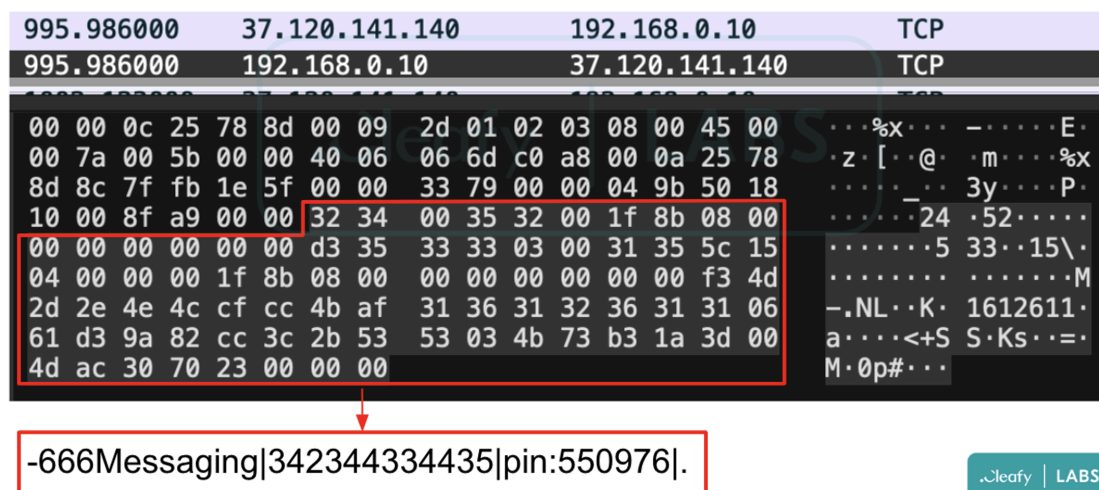 995.986000 37.120.141.140 192.168.0.10 TCP
995.986000 192.168.0.10 37.120.141.140 TCP
00 00 0c 25 78 8d 00 09 2d 01 02 03 08 00 45 00 ···%x··· –·····E·
00 7a 00 5b 00 00 40 06 06 6d c0 a8 00 0a 25 78 ·z·[··@· ·m····%x
8d 8c 7f fb 1e 5f 00 00 33 79 00 00 04 9b 50 18 ·····_·· 3y····P·
10 00 8f a9 00 00 32 34 00 35 32 00 1f 8b 08 00 ······24 ·52·····
00 00 00 00 00 00 d3 35 33 33 03 00 31 35 5c 15 ·······5 33··15\·
04 00 00 00 1f 8b 08 00 00 00 00 00 00 00 f3 4d ········ ·······M
2d 2e 4e 4c cf cc 4b af 31 36 31 32 36 31 31 06 –.NL··K· 1612611·
61 d3 9a 82 cc 3c 2b 53 53 03 4b 73 b3 1a 3d 00 a····<+S S·Ks··=·
4d ac 30 70 23 00 00 00 M·0p#···
Cleafy LABS
-666Messaging|342344334435|pin:550976|.
.Cleafy | LABS